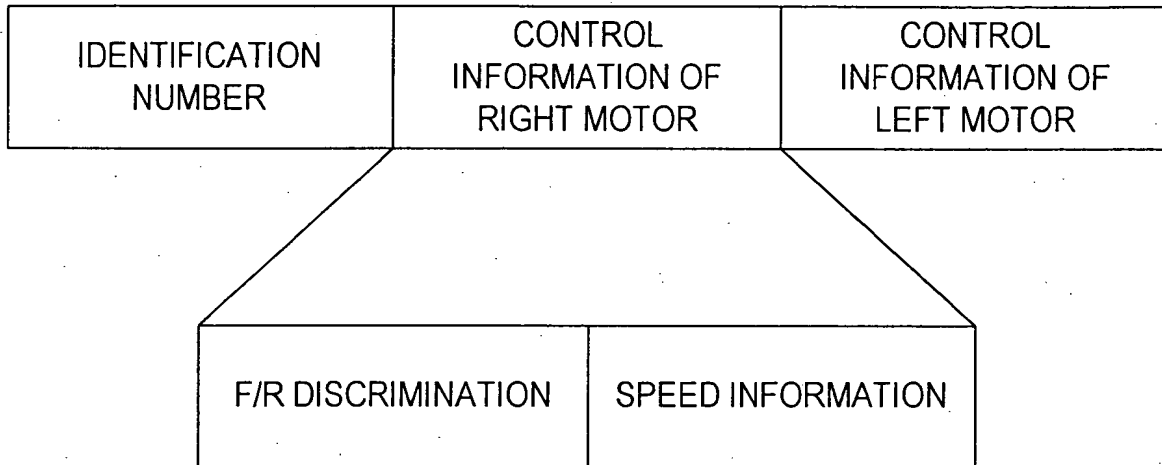 IDENTIFICATION
NUMBER
CONTROL
INFORMATION OF
RIGHT MOTOR
CONTROL
INFORMATION OF
LEFT MOTOR
F/R DISCRIMINATION
SPEED INFORMATION